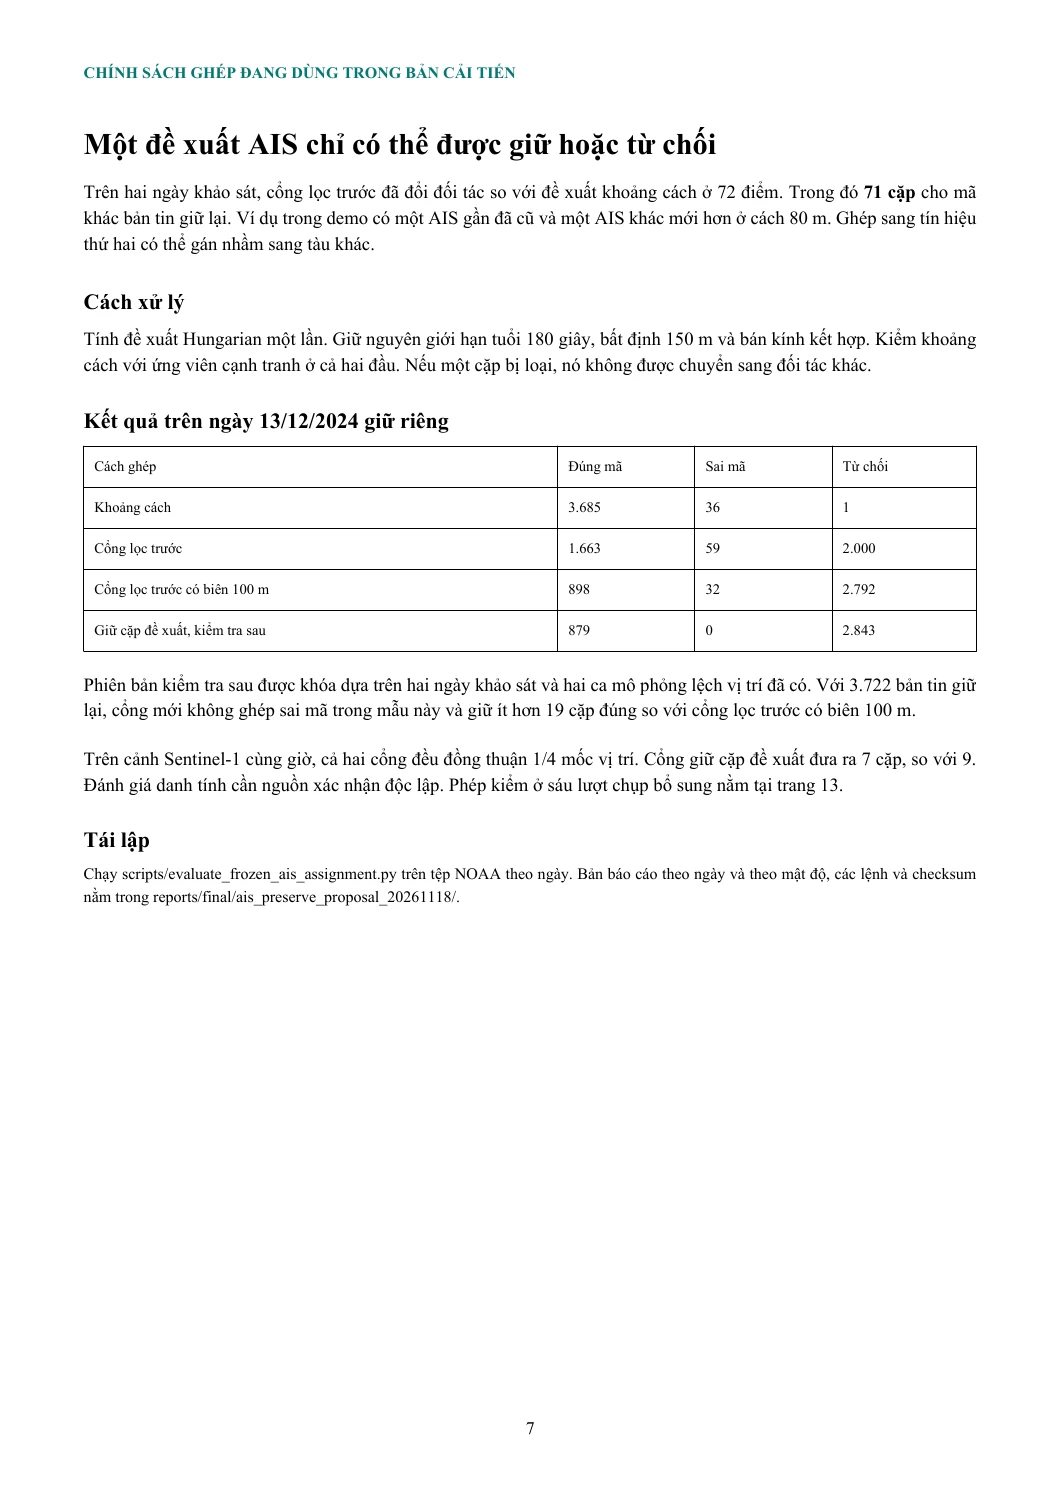 CHÍNH SÁCH GHÉP ĐANG DÙNG TRONG BẢN CẢI TIẾN
Một đề xuất AIS chỉ có thể được giữ hoặc từ chối
Trên hai ngày khảo sát, cổng lọc trước đã đổi đối tác so với đề xuất khoảng cách ở 72 điểm. Trong đó 71 cặp cho mã
khác bản tin giữ lại. Ví dụ trong demo có một AIS gần đã cũ và một AIS khác mới hơn ở cách 80 m. Ghép sang tín hiệu
thứ hai có thể gán nhầm sang tàu khác.
Cách xử lý
Tính đề xuất Hungarian một lần. Giữ nguyên giới hạn tuổi 180 giây, bất định 150 m và bán kính kết hợp. Kiểm khoảng
cách với ứng viên cạnh tranh ở cả hai đầu. Nếu một cặp bị loại, nó không được chuyển sang đối tác khác.
Kết quả trên ngày 13/12/2024 giữ riêng
Cách ghép Đúng mã Sai mã Từ chối
Khoảng cách 3.685 36 1
Cổng lọc trước 1.663 59 2.000
Cổng lọc trước có biên 100 m 898 32 2.792
Giữ cặp đề xuất, kiểm tra sau 879 0 2.843
Phiên bản kiểm tra sau được khóa dựa trên hai ngày khảo sát và hai ca mô phỏng lệch vị trí đã có. Với 3.722 bản tin giữ
lại, cổng mới không ghép sai mã trong mẫu này và giữ ít hơn 19 cặp đúng so với cổng lọc trước có biên 100 m.
Trên cảnh Sentinel-1 cùng giờ, cả hai cổng đều đồng thuận 1/4 mốc vị trí. Cổng giữ cặp đề xuất đưa ra 7 cặp, so với 9.
Đánh giá danh tính cần nguồn xác nhận độc lập. Phép kiểm ở sáu lượt chụp bổ sung nằm tại trang 13.
Tái lập
Chạy scripts/evaluate_frozen_ais_assignment.py trên tệp NOAA theo ngày. Bản báo cáo theo ngày và theo mật độ, các lệnh và checksum
nằm trong reports/final/ais_preserve_proposal_20261118/.
7